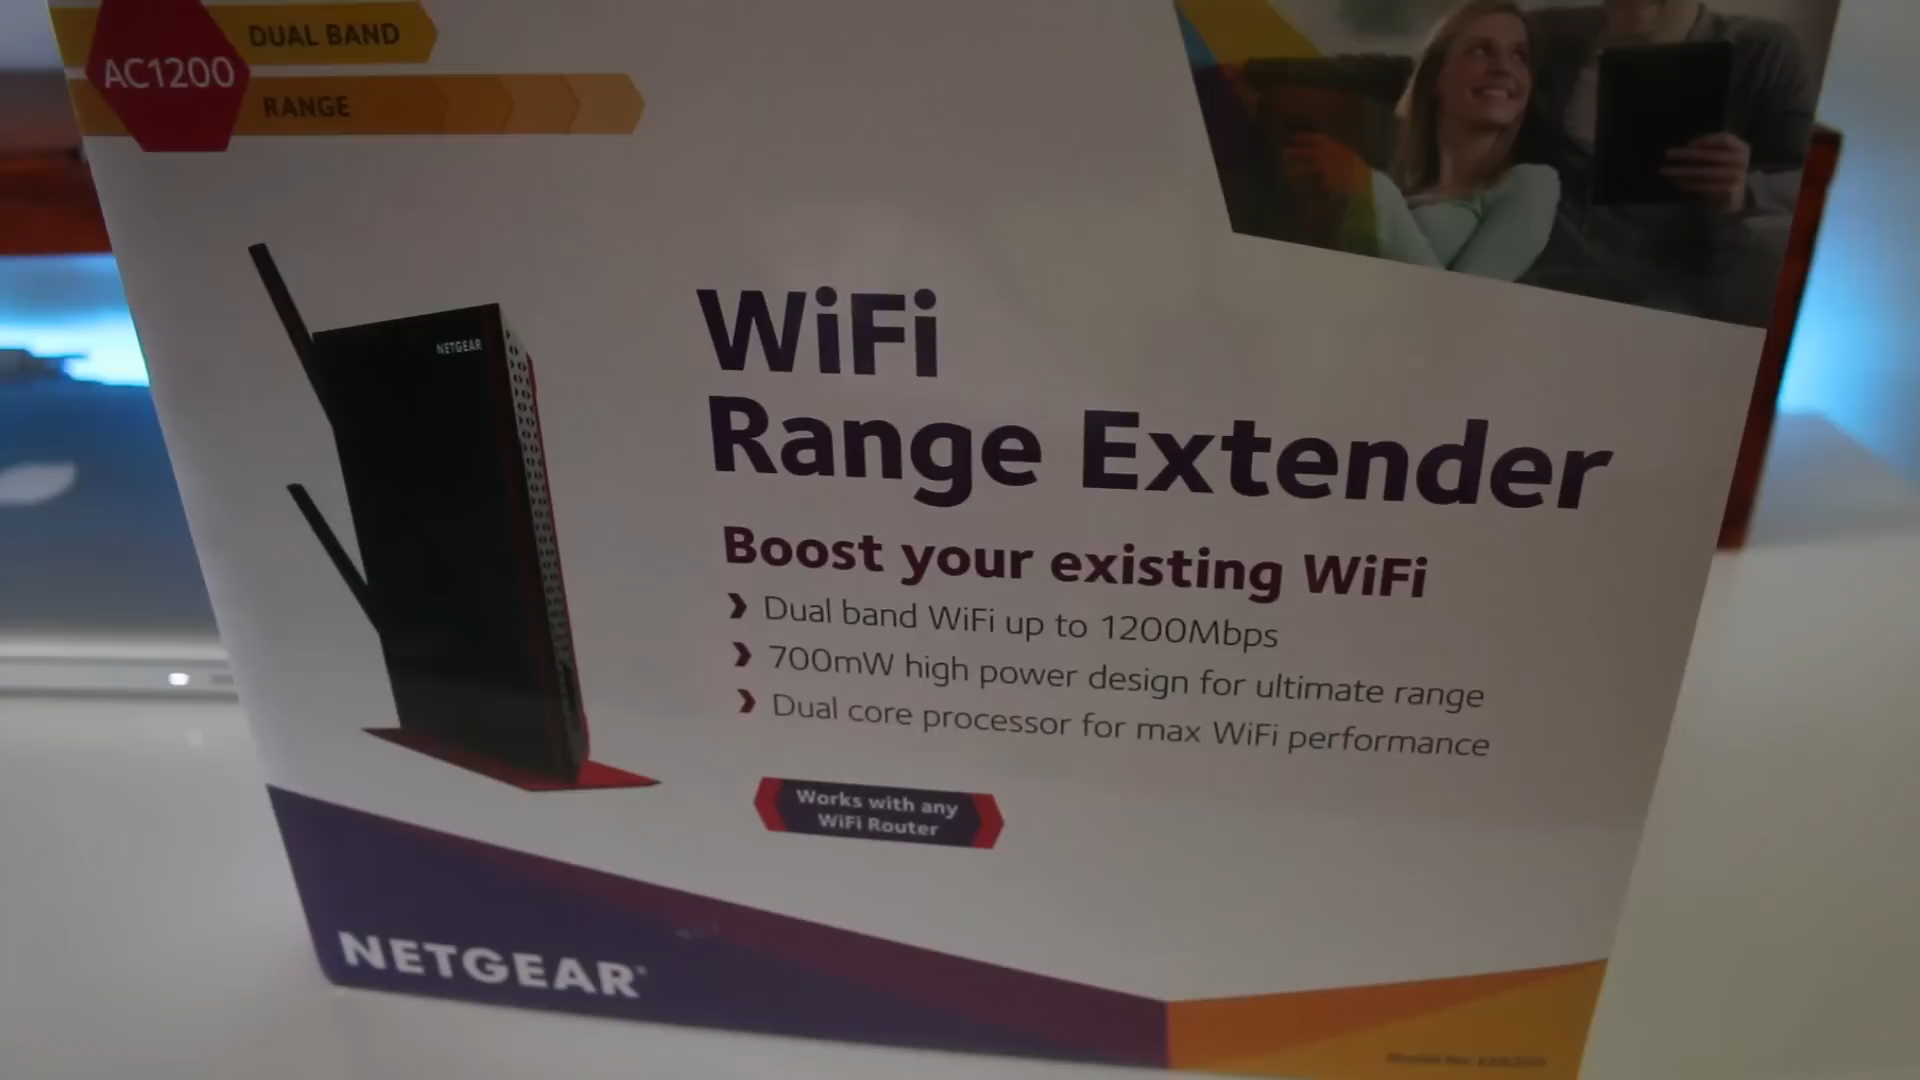 DUAL BAND
AC1200
RANGE
NETGEAR
WiFi
Range Extender
Boost your existing WiFi
❯ Dual band WiFi up to 1200Mbps
❯ 700mW high power design for ultimate range
❯ Dual core processor for max WiFi performance
Works with any
WiFi Router
NETGEAR®